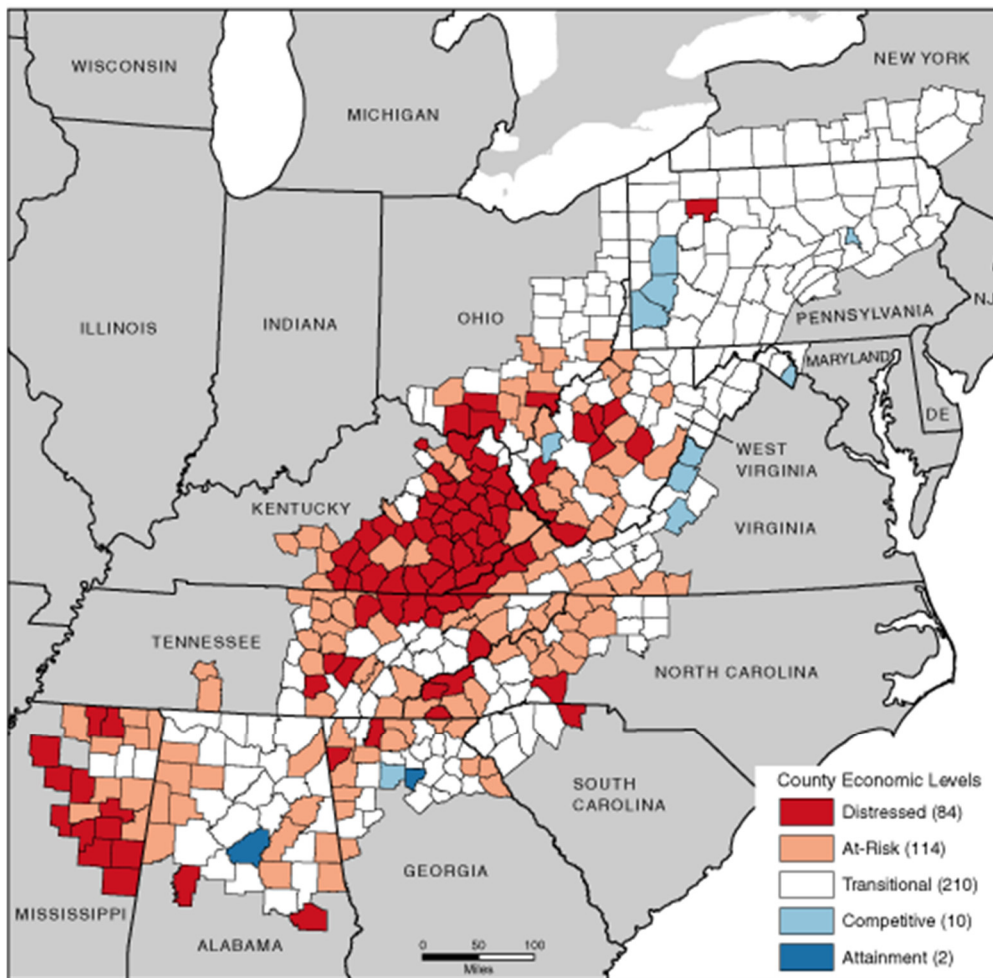 WISCONSIN
MICHIGAN
NEW YORK
ILLINOIS
INDIANA
OHIO
PENNSYLVANIA
NJ
MARYLAND
DE
WEST
VIRGINIA
KENTUCKY
VIRGINIA
TENNESSEE
NORTH CAROLINA
SOUTH
CAROLINA
GEORGIA
MISSISSIPPI
ALABAMA
0 50 100
Miles
County Economic Levels
Distressed (84)
At-Risk (114)
Transitional (210)
Competitive (10)
Attainment (2)